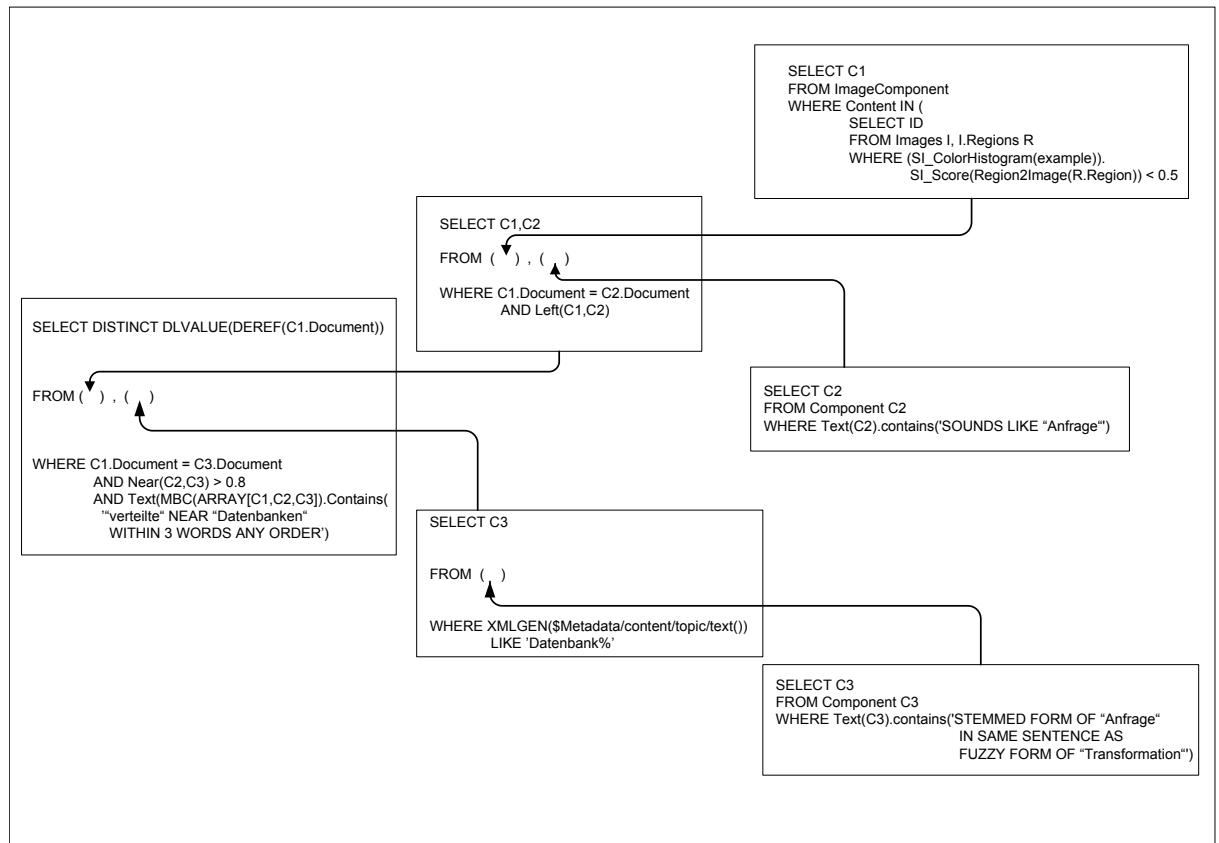 SELECT C1
FROM ImageComponent
WHERE Content IN (
SELECT ID
FROM Images I, I.Regions R
WHERE (SI_ColorHistogram(example)).
SI_Score(Region2Image(R.Region)) < 0.5
SELECT C1,C2
FROM ( ) , ( )
WHERE C1.Document = C2.Document
AND Left(C1,C2)
SELECT DISTINCT DLVALUE(DEREF(C1.Document))
FROM ( ) , ( )
WHERE C1.Document = C3.Document
AND Near(C2,C3) > 0.8
AND Text(MBC(ARRAY[C1,C2,C3]).Contains(
'“verteilte“ NEAR “Datenbanken“
WITHIN 3 WORDS ANY ORDER’)
SELECT C2
FROM Component C2
WHERE Text(C2).contains('SOUNDS LIKE “Anfrage“')
SELECT C3
FROM ( )
WHERE XMLGEN($Metadata/content/topic/text())
LIKE ’Datenbank%’
SELECT C3
FROM Component C3
WHERE Text(C3).contains('STEMMED FORM OF “Anfrage“
IN SAME SENTENCE AS
FUZZY FORM OF “Transformation“')